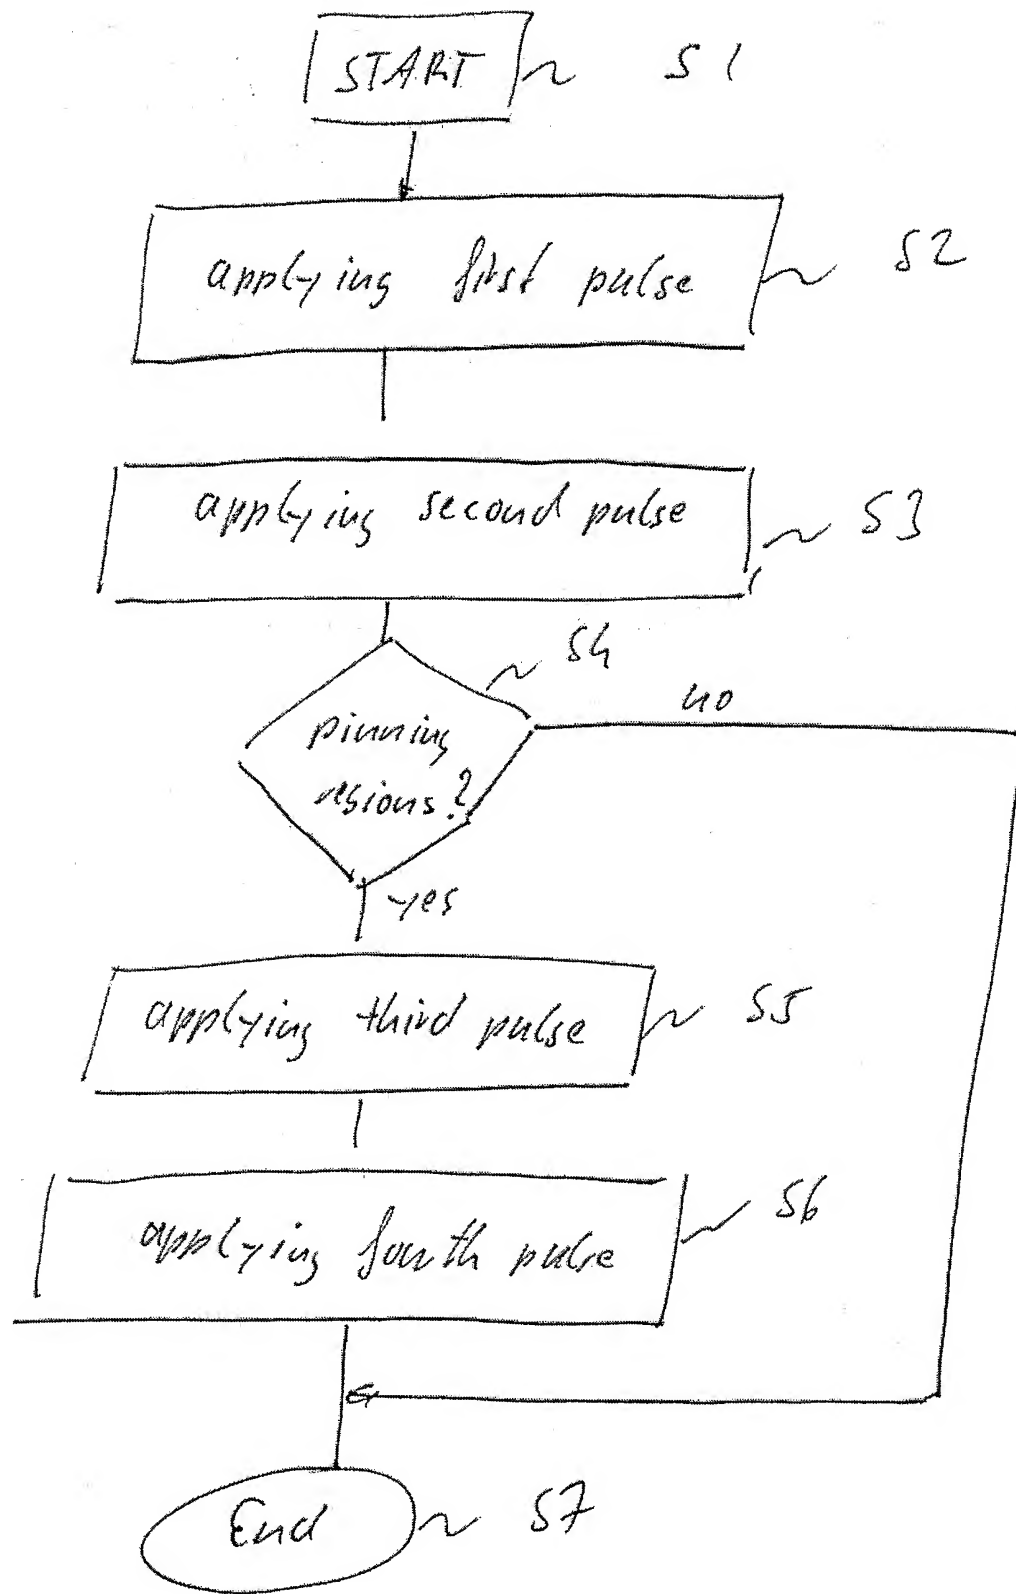 START S1
applying first pulse S2
applying second pulse S3
S4
no
pinning
regions?
yes
applying third pulse S5
applying fourth pulse S6
End S7